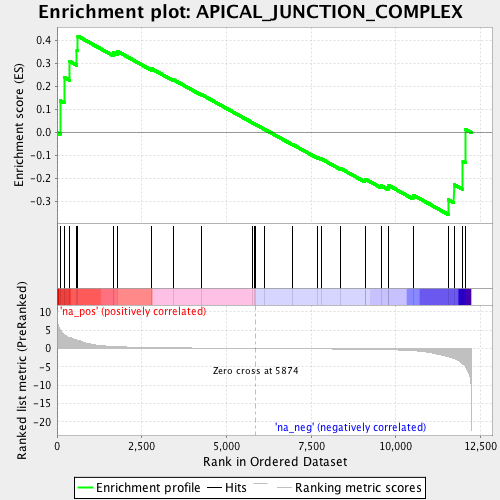 Enrichment plot: APICAL_JUNCTION_COMPLEX
Enrichment score (ES)
0.4
0.3
0.2
0.1
0.0
-0.1
-0.2
-0.3
'na_pos' (positively correlated)
Ranked list metric (PreRanked)
10
5
0
-5
-10
-15
-20
Zero cross at 5874
'na_neg' (negatively correlated)
0
2,500
5,000
7,500
10,000
12,500
Rank in Ordered Dataset
Enrichment profile
Hits
Ranking metric scores